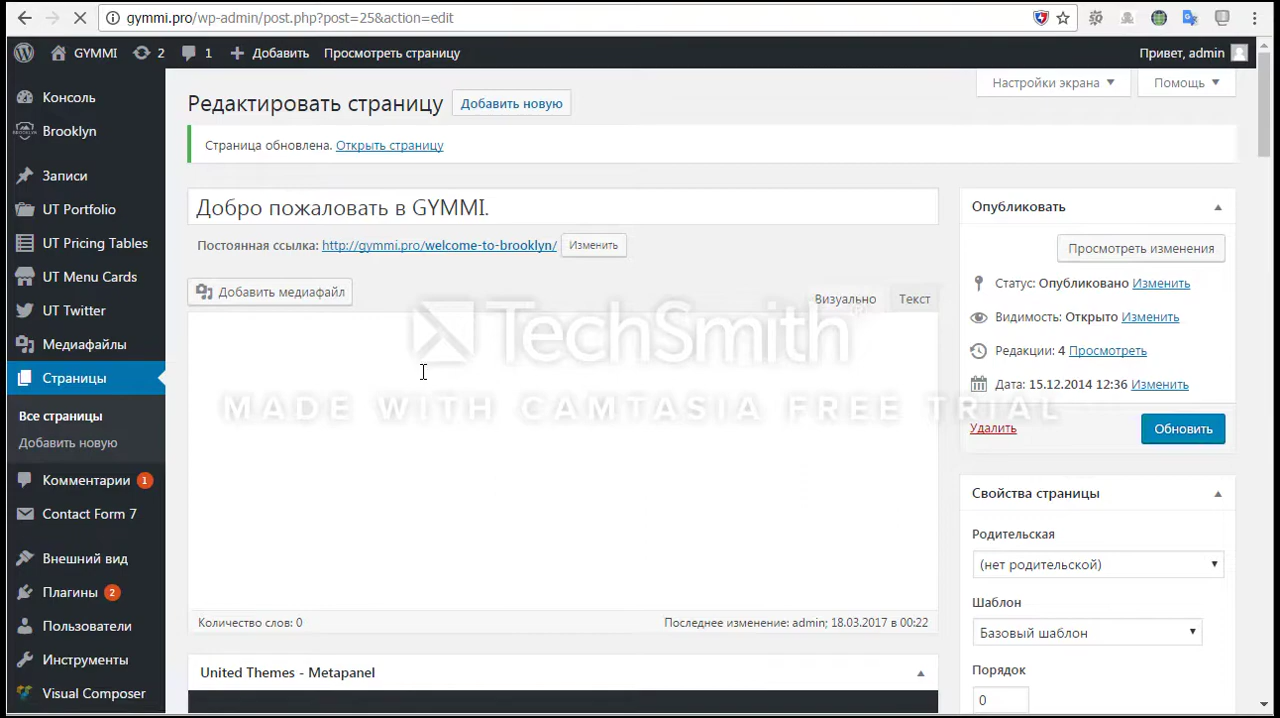 gymmi.pro/wp-admin/post.php?post=25&action=edit
GYMMI 2 1 Добавить Просмотреть страницу Привет, admin
Настройки экрана Помощь
Консоль
Brooklyn
Записи
UT Portfolio
UT Pricing Tables
UT Menu Cards
UT Twitter
Медиафайлы
Страницы
Все страницы
Добавить новую
Комментарии 1
Contact Form 7
Внешний вид
Плагины 2
Пользователи
Инструменты
Visual Composer
Редактировать страницу Добавить новую
Страница обновлена. Открыть страницу
Добро пожаловать в GYMMI.
Постоянная ссылка: http://gymmi.pro/welcome-to-brooklyn/ Изменить
Добавить медиафайл Визуально Текст
TechSmith
MADE WITH CAMTASIA FREE TRIAL
Количество слов: 0 Последнее изменение: admin; 18.03.2017 в 00:22
United Themes - Metapanel
Опубликовать
Просмотреть изменения
Статус: Опубликовано Изменить
Видимость: Открыто Изменить
Редакции: 4 Просмотреть
Дата: 15.12.2014 12:36 Изменить
Удалить Обновить
Свойства страницы
Родительская
(нет родительской)
Шаблон
Базовый шаблон
Порядок
0